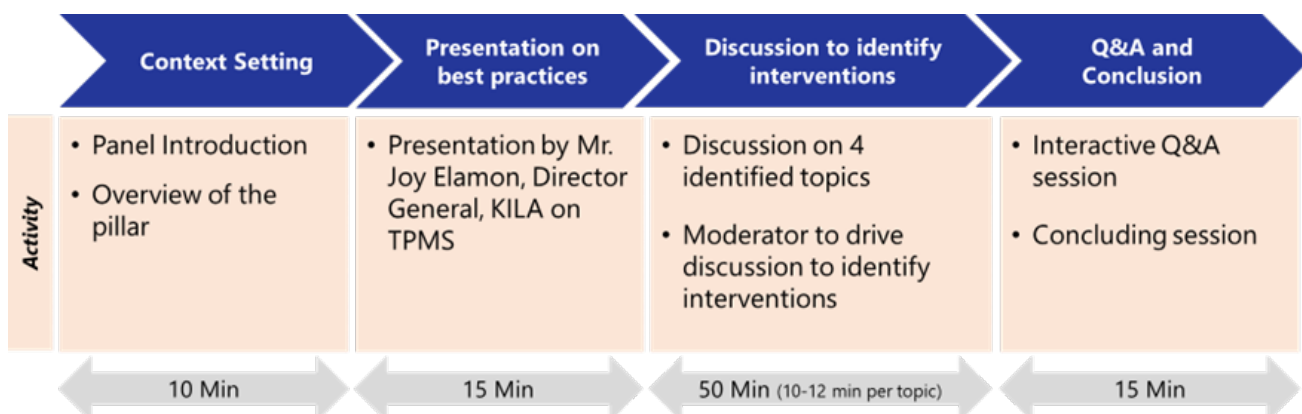 Context Setting
Presentation on
best practices
Discussion to identify
interventions
Q&A and
Conclusion
Activity
• Panel Introduction
• Overview of the
pillar
• Presentation by Mr.
Joy Elamon, Director
General, KILA on
TPMS
• Discussion on 4
identified topics
• Moderator to drive
discussion to identify
interventions
• Interactive Q&A
session
• Concluding session
10 Min
15 Min
50 Min (10-12 min per topic)
15 Min